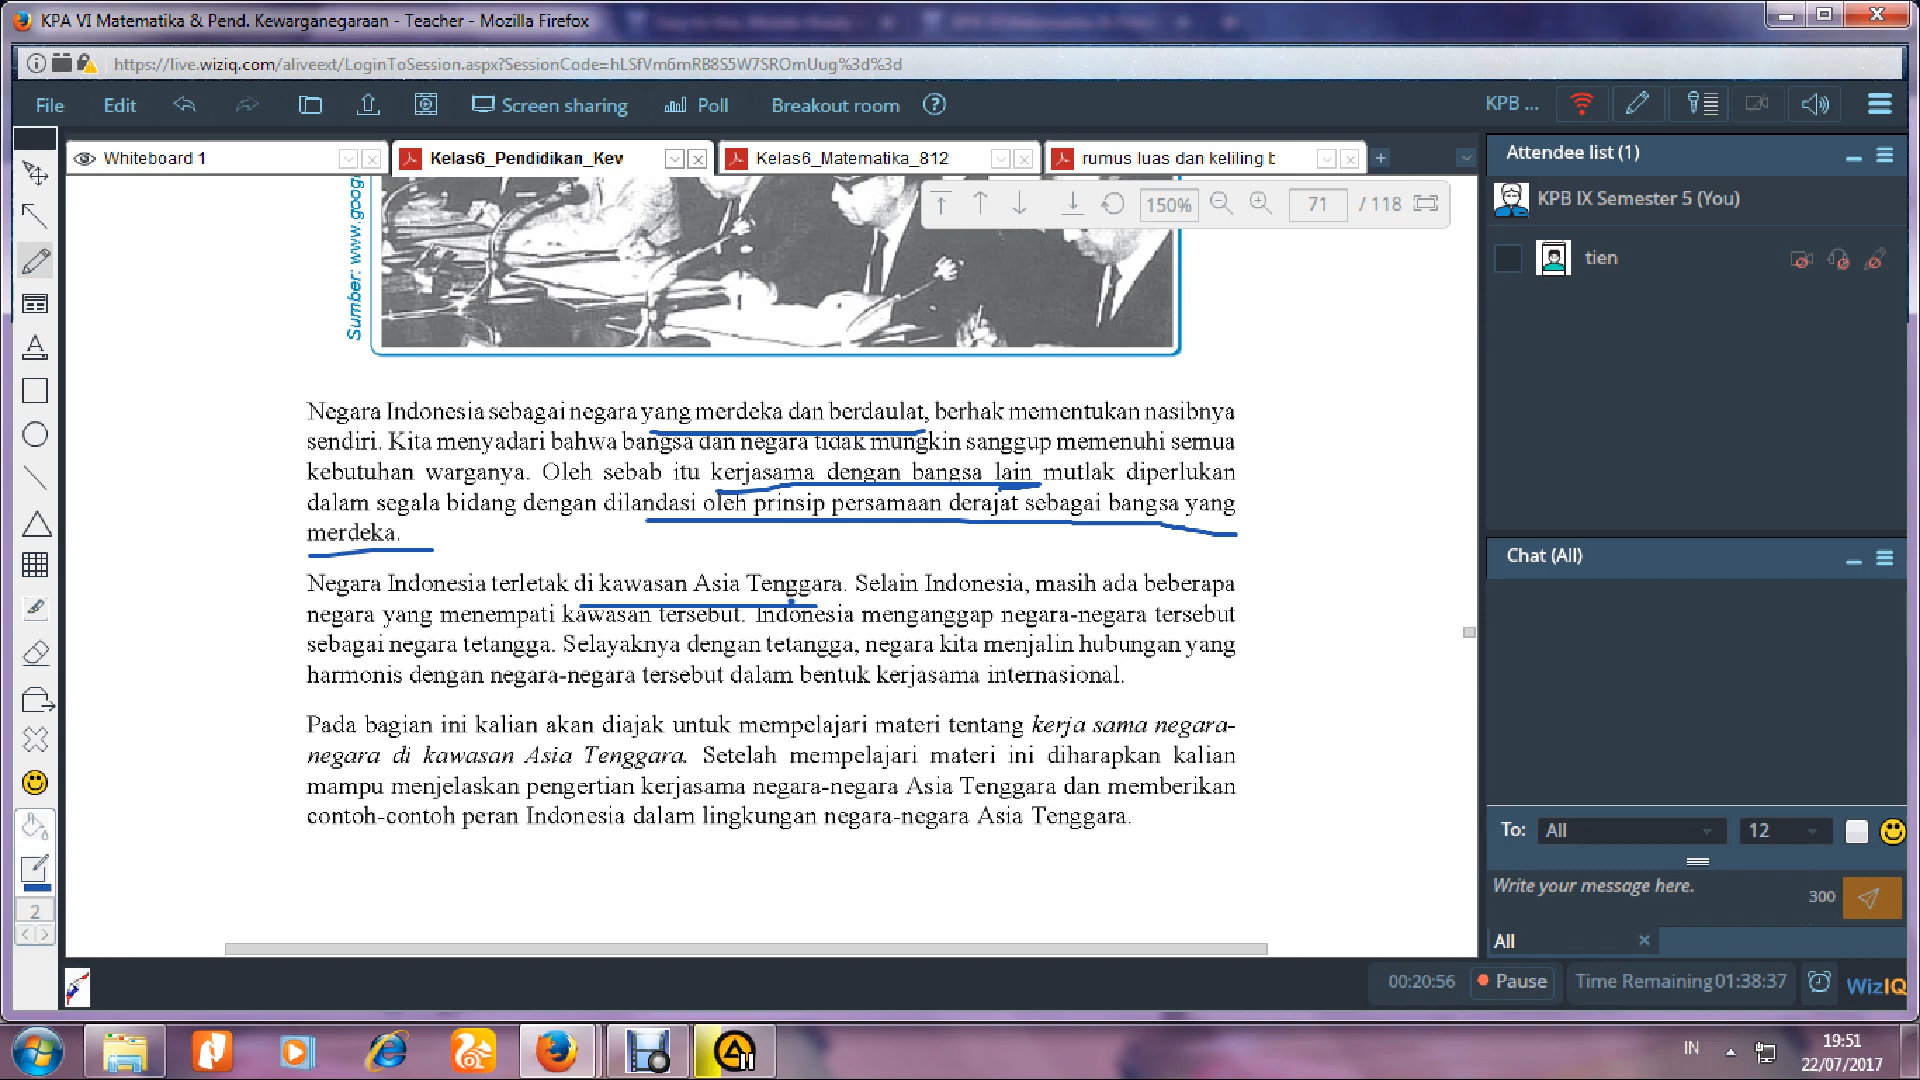 KPA VI Matematika & Pend. Kewarganegaraan - Teacher - Mozilla Firefox
https://live.wiziq.com/aliveext/LoginToSession.aspx?SessionCode=hLSfVm6mRB8S5W7SROmUug%3d%3d
File Edit Screen sharing Poll Breakout room KPB ...
Whiteboard 1 Kelas6_Pendidikan_Kev Kelas6_Matematika_812 rumus luas dan keliling b
150% 71 / 118
Sumber: www.goog
Negara Indonesia sebagai negara yang merdeka dan berdaulat, berhak mementukan nasibnya
sendiri. Kita menyadari bahwa bangsa dan negara tidak mungkin sanggup memenuhi semua
kebutuhan warganya. Oleh sebab itu kerjasama dengan bangsa lain mutlak diperlukan
dalam segala bidang dengan dilandasi oleh prinsip persamaan derajat sebagai bangsa yang
merdeka.
Negara Indonesia terletak di kawasan Asia Tenggara. Selain Indonesia, masih ada beberapa
negara yang menempati kawasan tersebut. Indonesia menganggap negara-negara tersebut
sebagai negara tetangga. Selayaknya dengan tetangga, negara kita menjalin hubungan yang
harmonis dengan negara-negara tersebut dalam bentuk kerjasama internasional.
Pada bagian ini kalian akan diajak untuk mempelajari materi tentang kerja sama negara-
negara di kawasan Asia Tenggara. Setelah mempelajari materi ini diharapkan kalian
mampu menjelaskan pengertian kerjasama negara-negara Asia Tenggara dan memberikan
contoh-contoh peran Indonesia dalam lingkungan negara-negara Asia Tenggara.
2
Attendee list (1)
KPB IX Semester 5 (You)
tien
Chat (All)
To: All 12
Write your message here.
300
All
00:20:56 Pause Time Remaining 01:38:37 WizIQ
IN 19:51
22/07/2017